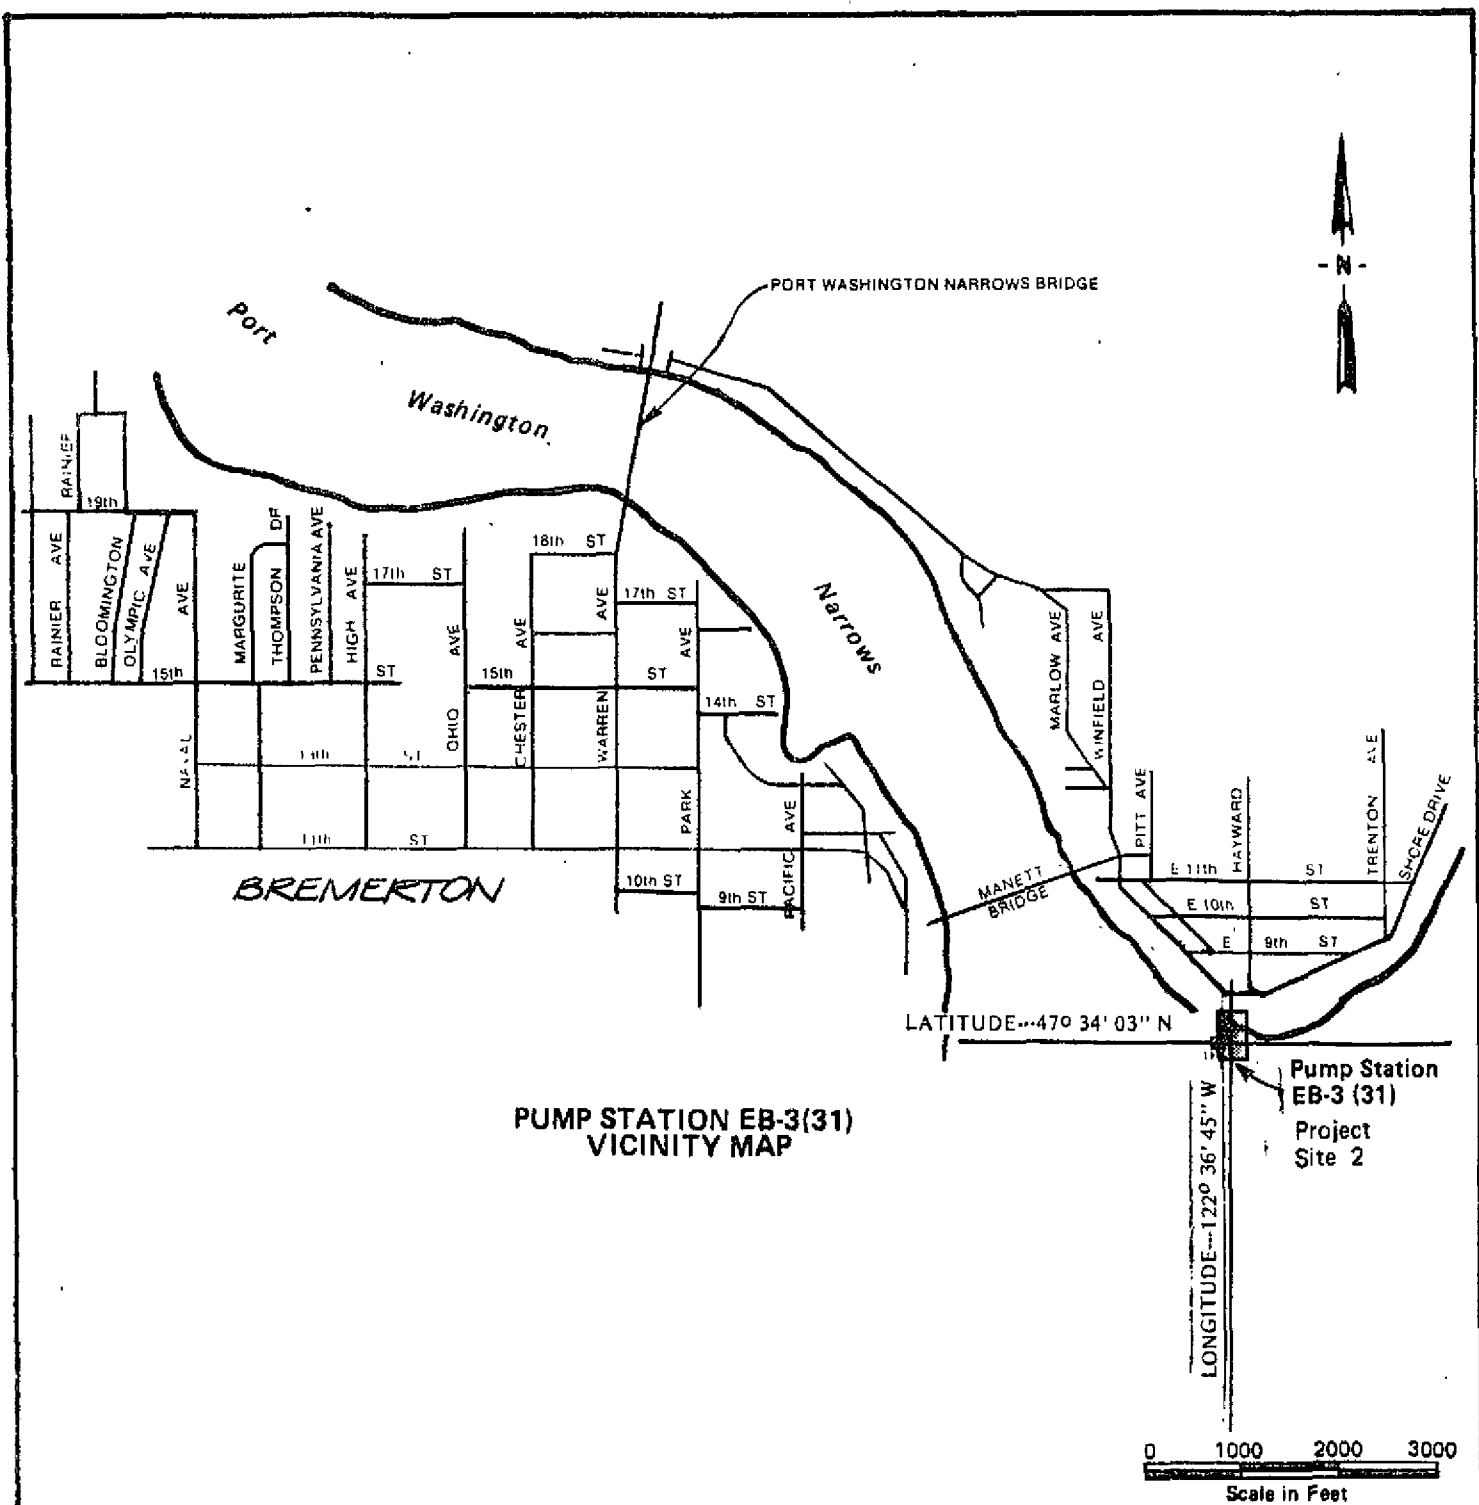 - N -
PORT WASHINGTON NARROWS BRIDGE
Port
Washington
Narrows
RAINIER
19th
RAINIER AVE
BLOOMINGTON
OLYMPIC AVE
NAVAL AVE
MARGURITE
THOMPSON DR
PENNSYLVANIA AVE
HIGH AVE
17th ST
OHIO AVE
CHESTER AVE
18th ST
WARREN AVE
17th ST
PARK AVE
15th ST
15th ST
14th ST
ST
11th ST
PACIFIC AVE
10th ST
9th ST
BREMERTON
MANETT
BRIDGE
MARLOW AVE
WINFIELD AVE
PITT AVE
HAYWARD
TRENTON AVE
SHORE DRIVE
E 11th ST
E 10th ST
E 9th ST
LATITUDE---47º 34' 03" N
LONGITUDE---122º 36' 45" W
Pump Station
EB-3 (31)
Project
Site 2
PUMP STATION EB-3(31)
VICINITY MAP
0 1000 2000 3000
Scale in Feet